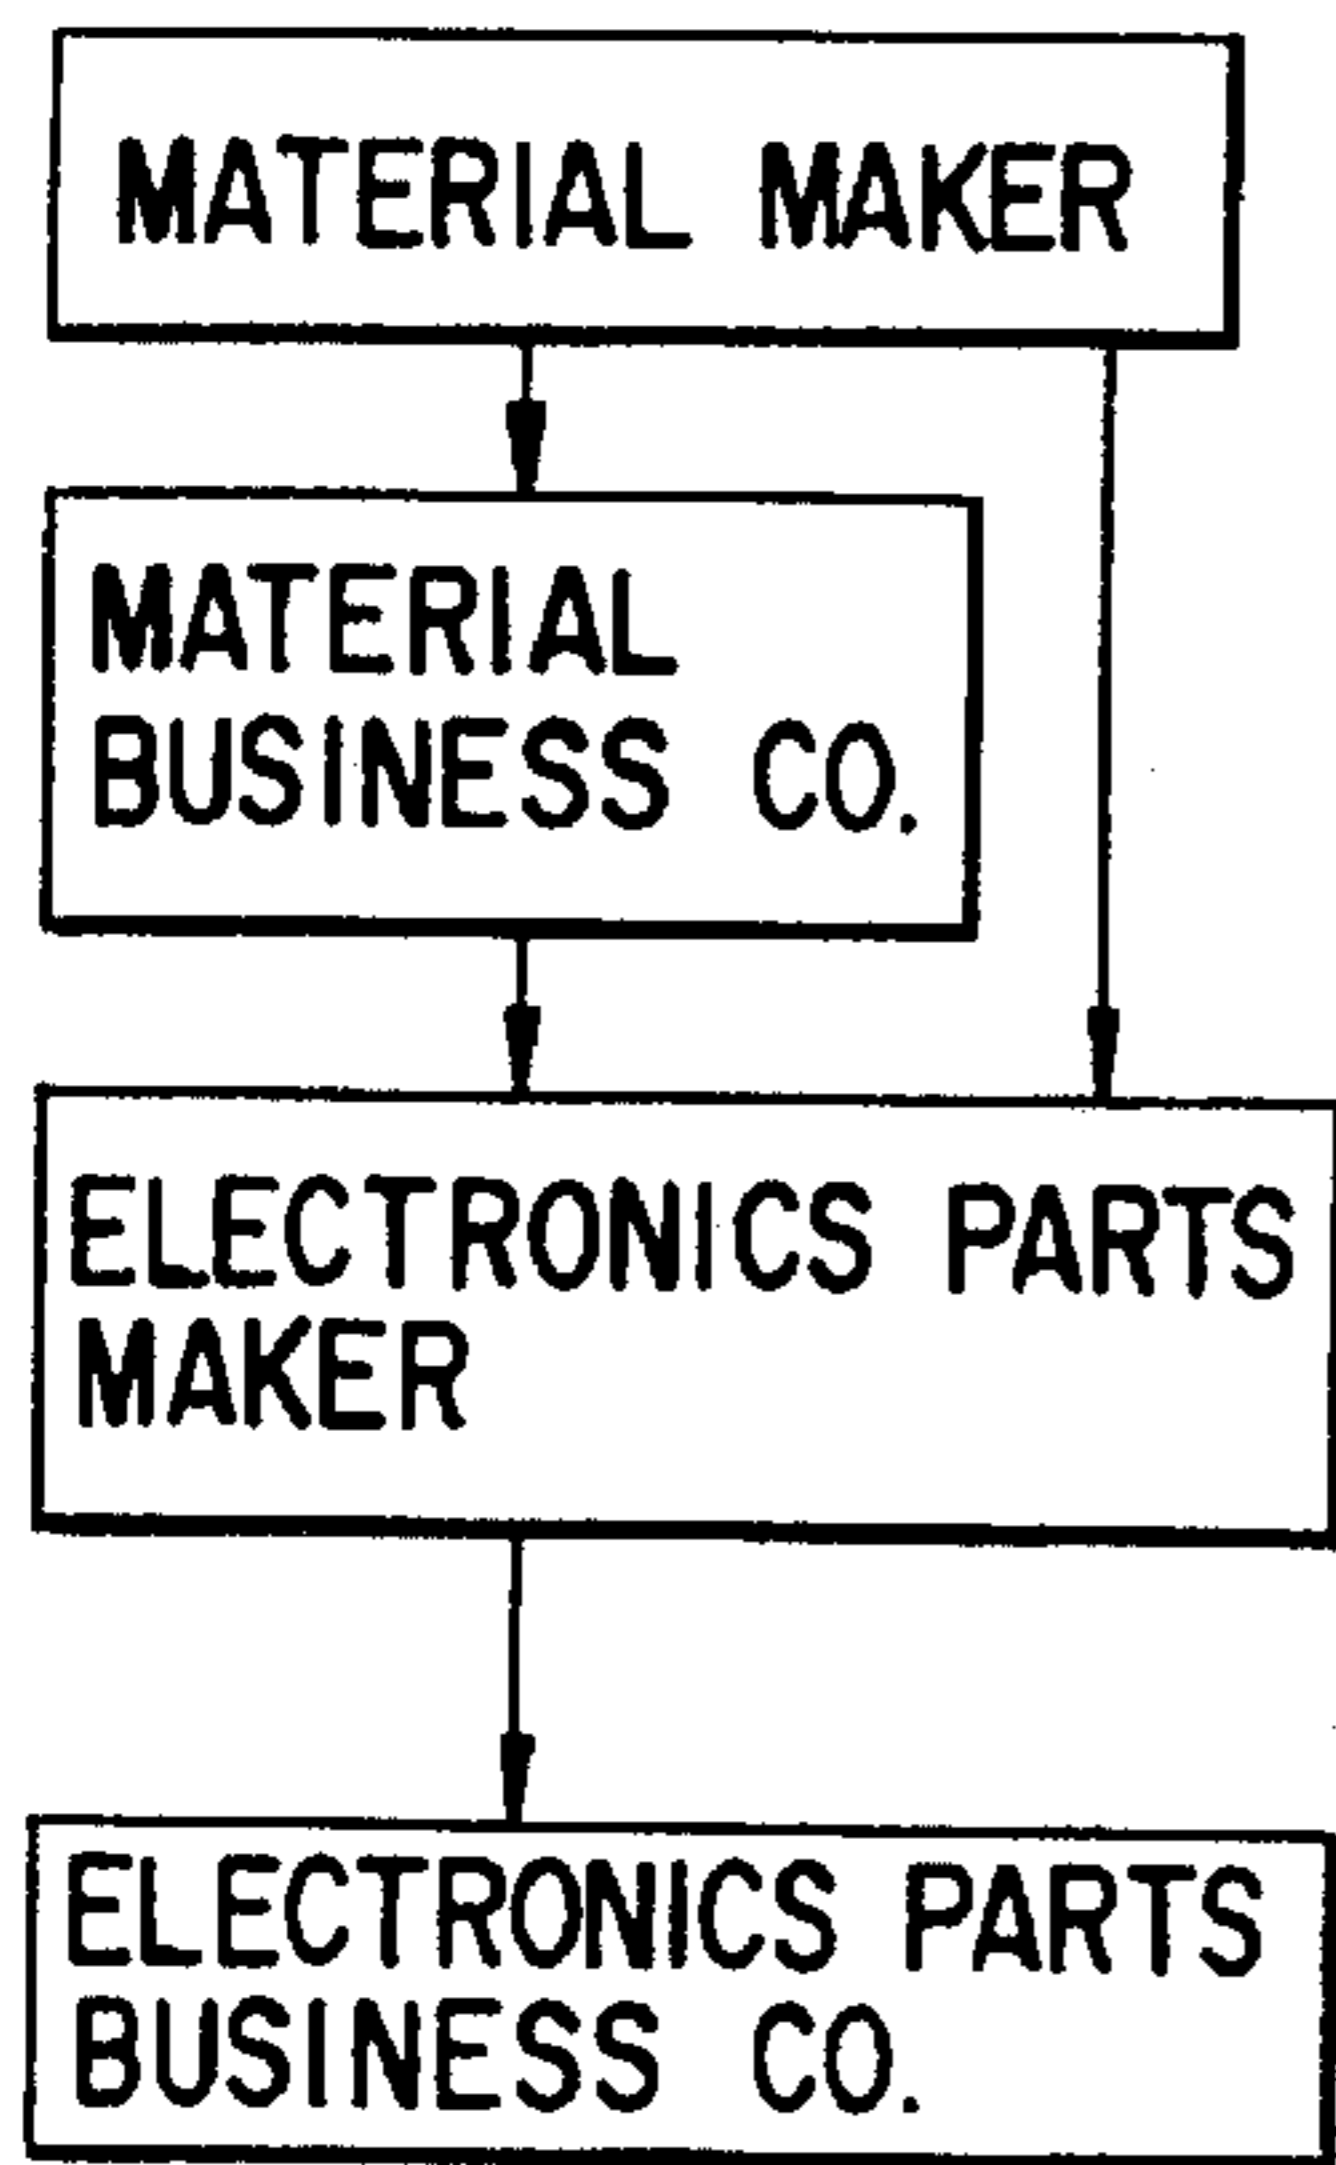 MATERIAL MAKER
MATERIAL
BUSINESS CO.
ELECTRONICS PARTS
MAKER
ELECTRONICS PARTS
BUSINESS CO.